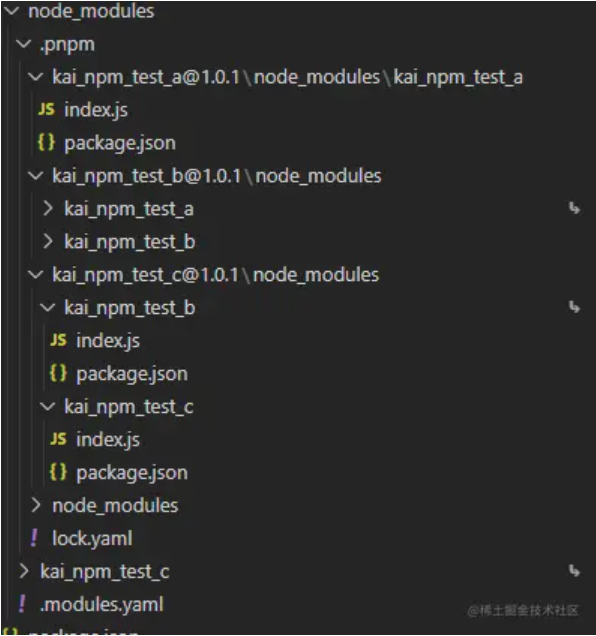 node_modules
.pnpm
kai_npm_test_a@1.0.1\node_modules\kai_npm_test_a
JS index.js
{} package.json
kai_npm_test_b@1.0.1\node_modules
kai_npm_test_a
kai_npm_test_b
kai_npm_test_c@1.0.1\node_modules
kai_npm_test_b
JS index.js
{} package.json
kai_npm_test_c
JS index.js
{} package.json
node_modules
! lock.yaml
kai_npm_test_c
! .modules.yaml
@稀土掘金技术社区
{} package.json